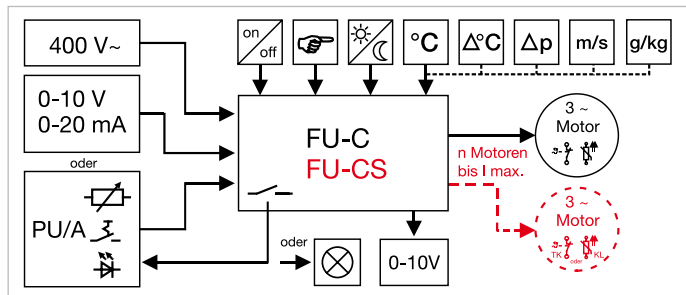 400 V~
on
off
°C
Δ°C
Δp
m/s
g/kg
0-10 V
0-20 mA
oder
PU/A
FU-C
FU-CS
n Motoren
bis I max.
3 ~
Motor
3 ~
Motor
TK oder KL
oder
0-10V